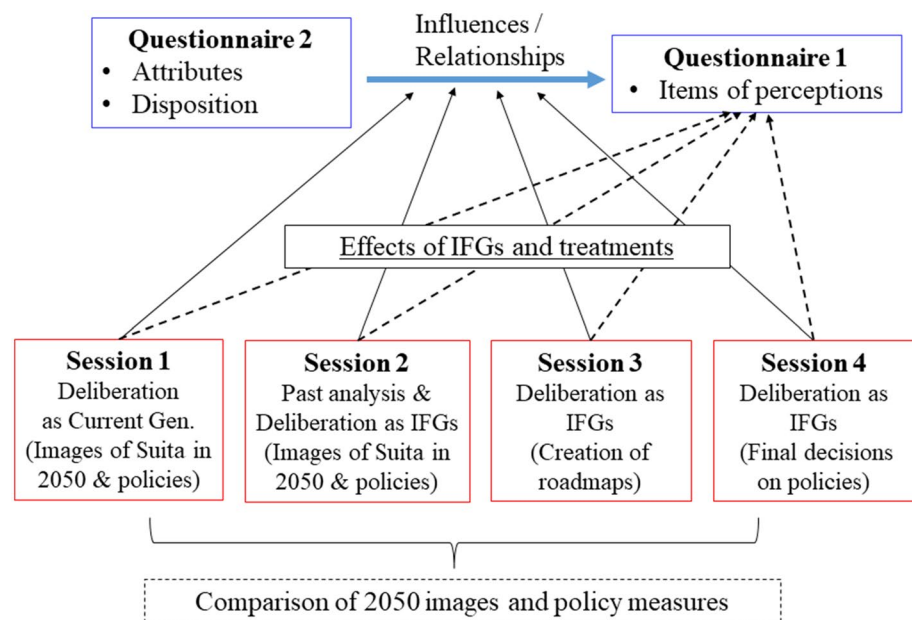 Questionnaire 2
• Attributes
• Disposition
Influences /
Relationships
Questionnaire 1
• Items of perceptions
Effects of IFGs and treatments
Session 1
Deliberation
as Current Gen.
(Images of Suita in
2050 & policies)
Session 2
Past analysis &
Deliberation as IFGs
(Images of Suita in
2050 & policies)
Session 3
Deliberation as
IFGs
(Creation of
roadmaps)
Session 4
Deliberation as
IFGs
(Final decisions
on policies)
Comparison of 2050 images and policy measures